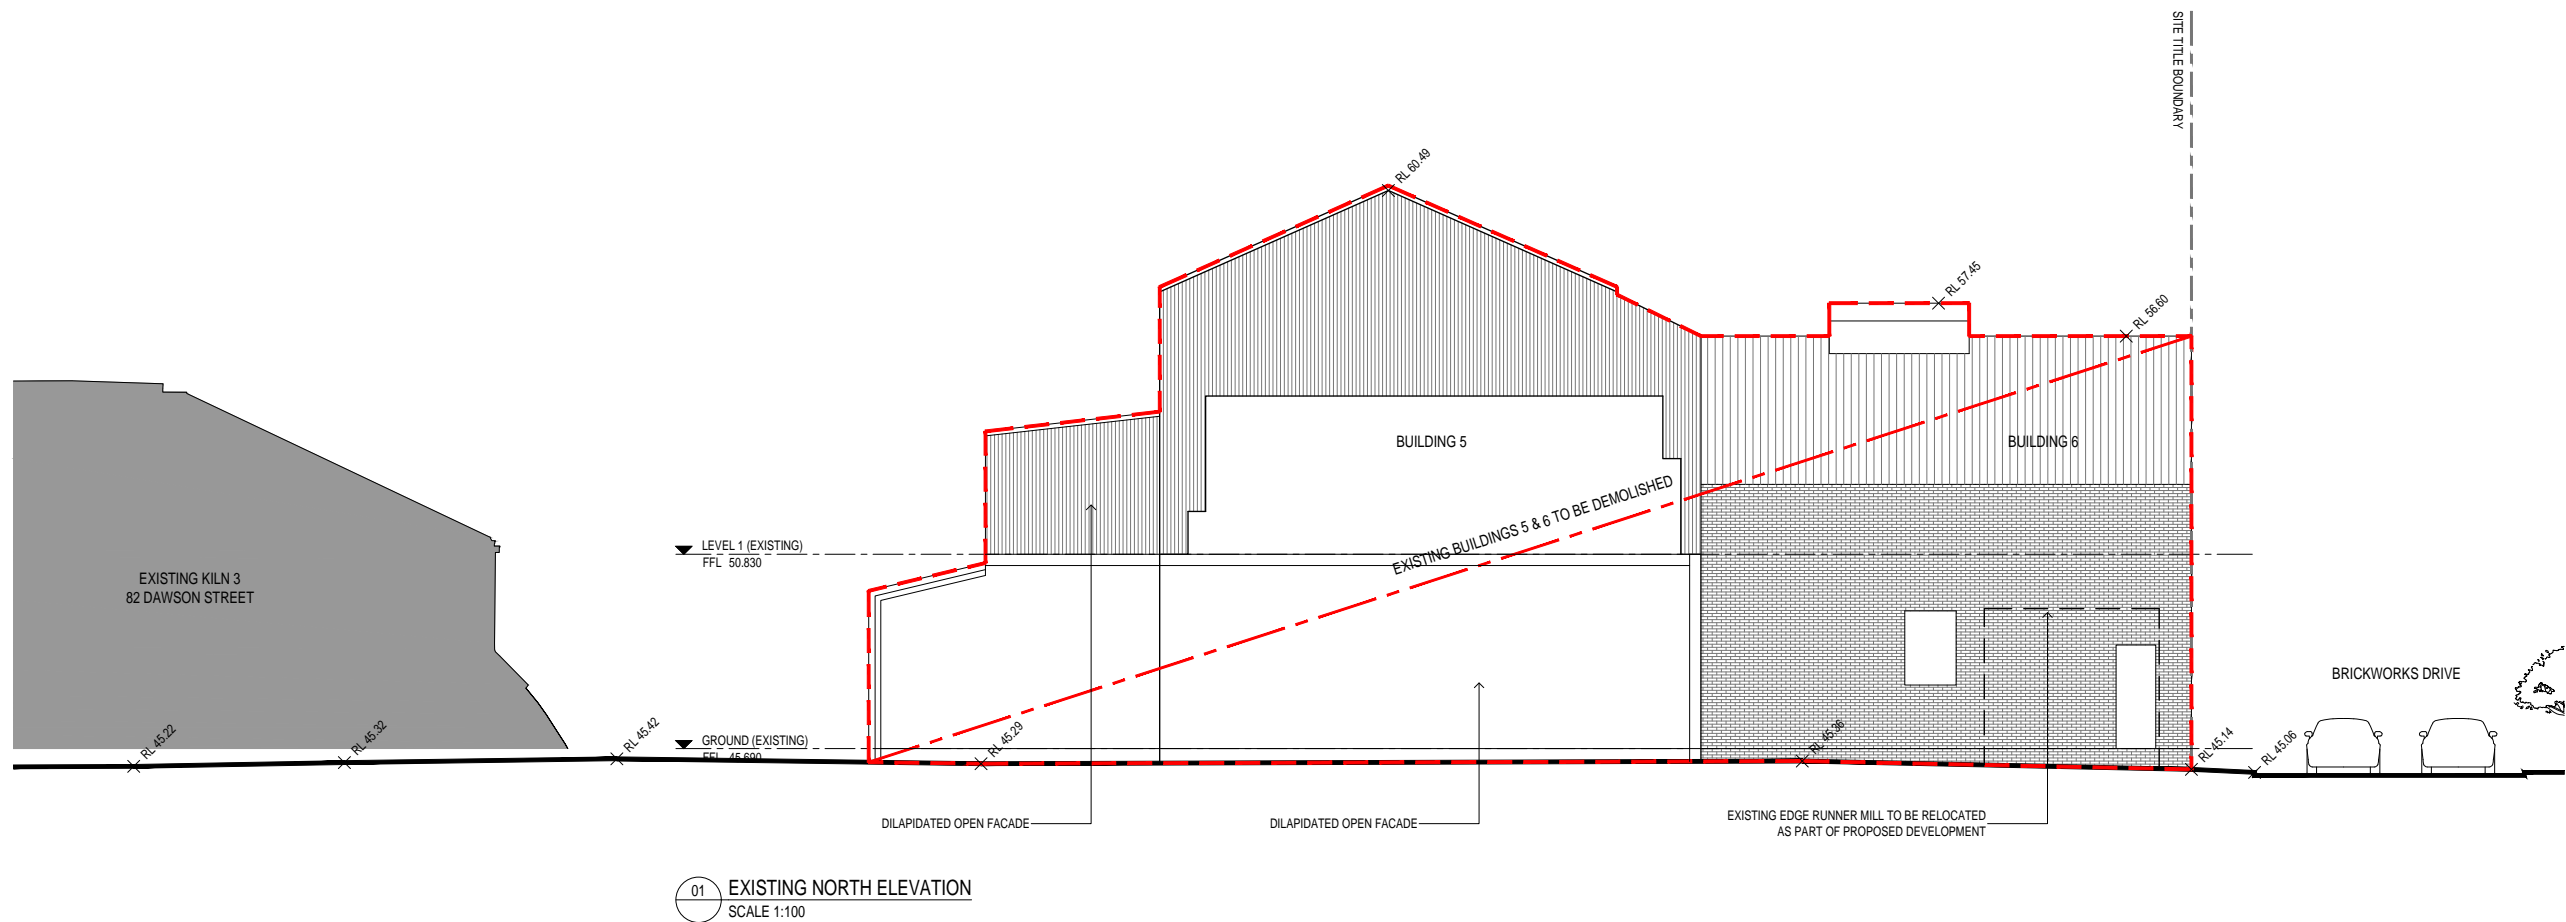 SITE TITLE BOUNDARY
RL 60.49
RL 57.45
RL 56.60
BUILDING 5
BUILDING 6
EXISTING BUILDINGS 5 & 6 TO BE DEMOLISHED
LEVEL 1 (EXISTING)
FFL 50.830
EXISTING KILN 3
82 DAWSON STREET
BRICKWORKS DRIVE
GROUND (EXISTING)
FFL 45.690
RL 45.22
RL 45.32
RL 45.42
RL 45.29
RL 45.36
RL 45.14
RL 45.06
DILAPIDATED OPEN FACADE
DILAPIDATED OPEN FACADE
EXISTING EDGE RUNNER MILL TO BE RELOCATED
AS PART OF PROPOSED DEVELOPMENT
01 EXISTING NORTH ELEVATION
SCALE 1:100